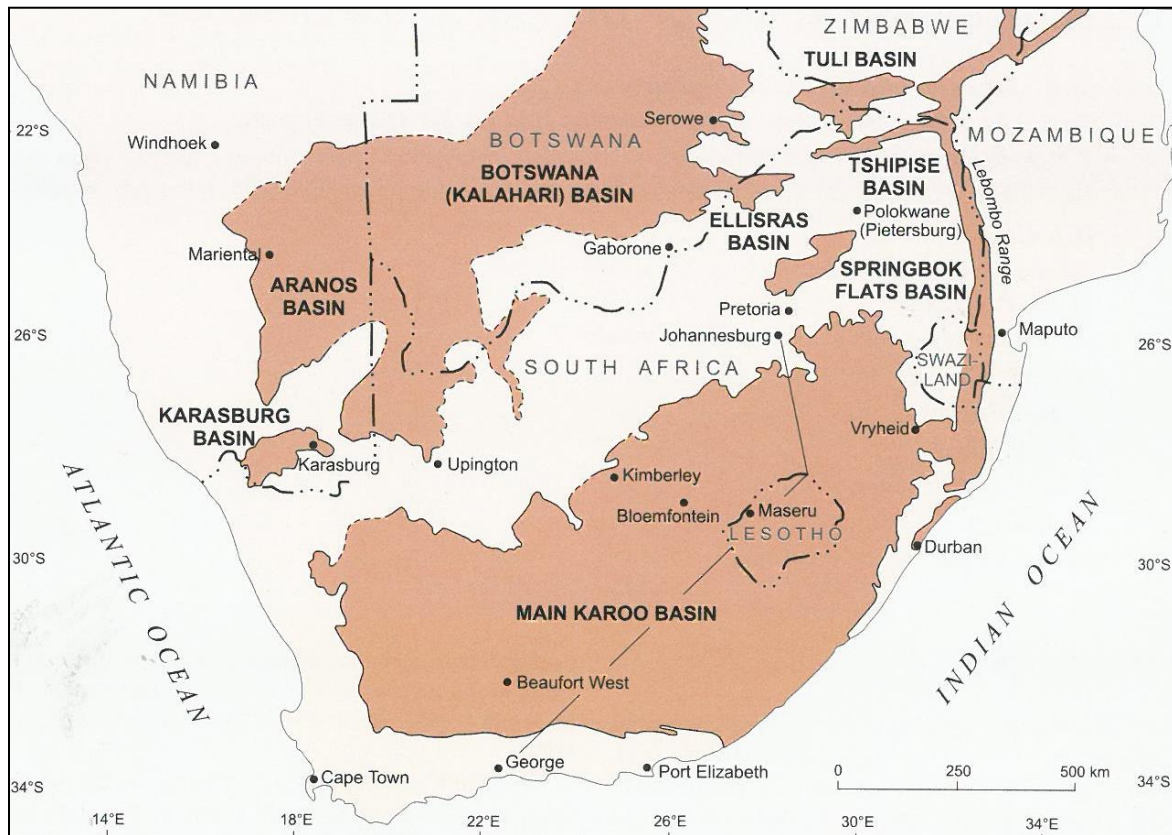 ZIMBABWE
TULI BASIN
NAMIBIA
22°S
Serowe
MOZAMBIQUE
Windhoek
BOTSWANA
BOTSWANA
(KALAHARI) BASIN
TSHIPISE
BASIN
Lebombo Range
Polokwane
(Pietersburg)
ELLISRAS
BASIN
Gaborone
Mariental
ARANOS
BASIN
SPRINGBOK
FLATS BASIN
Pretoria
Johannesburg
Maputo
26°S
26°S
SOUTH AFRICA
SWAZI-
LAND
KARASBURG
BASIN
Vryheid
Karasburg
Upington
Kimberley
Bloemfontein
Maseru
LESOTHO
Durban
30°S
30°S
ATLANTIC OCEAN
INDIAN OCEAN
MAIN KAROO BASIN
Beaufort West
George
Cape Town
Port Elizabeth
0 250 500 km
34°S
34°S
14°E
18°E
22°E
26°E
30°E
34°E